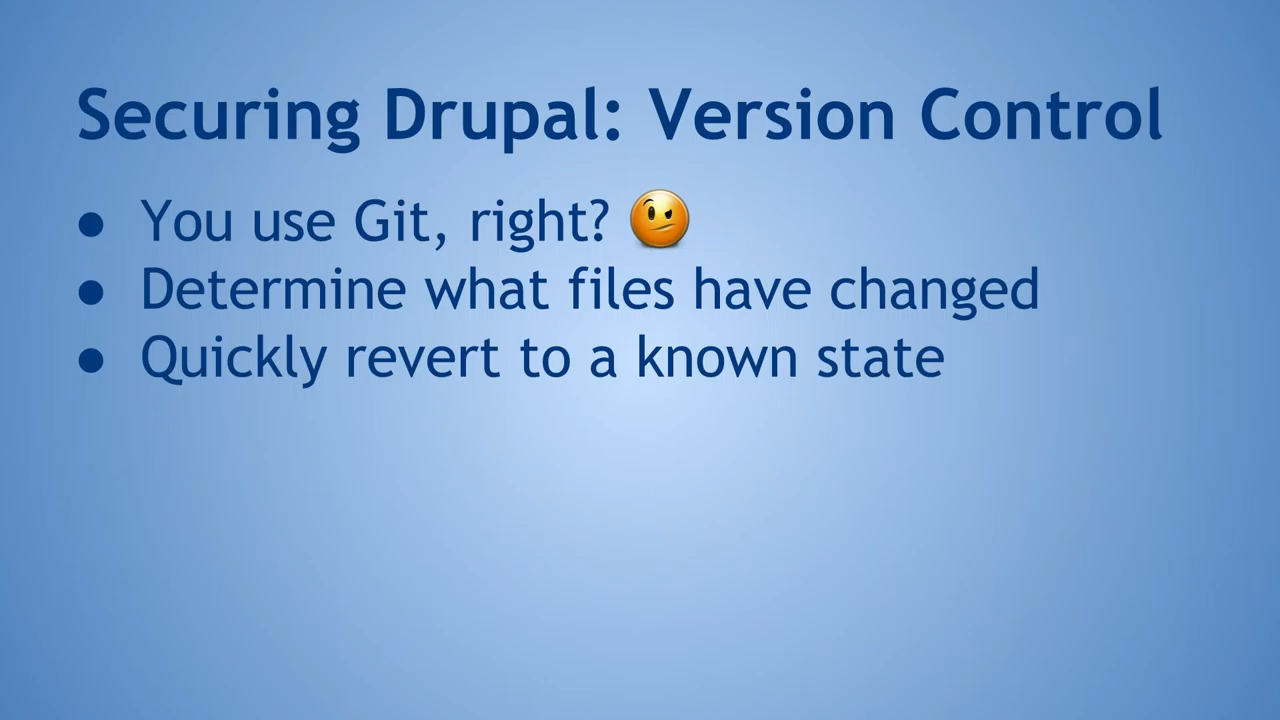 Securing Drupal: Version Control
● You use Git, right? 🤨
● Determine what files have changed
● Quickly revert to a known state